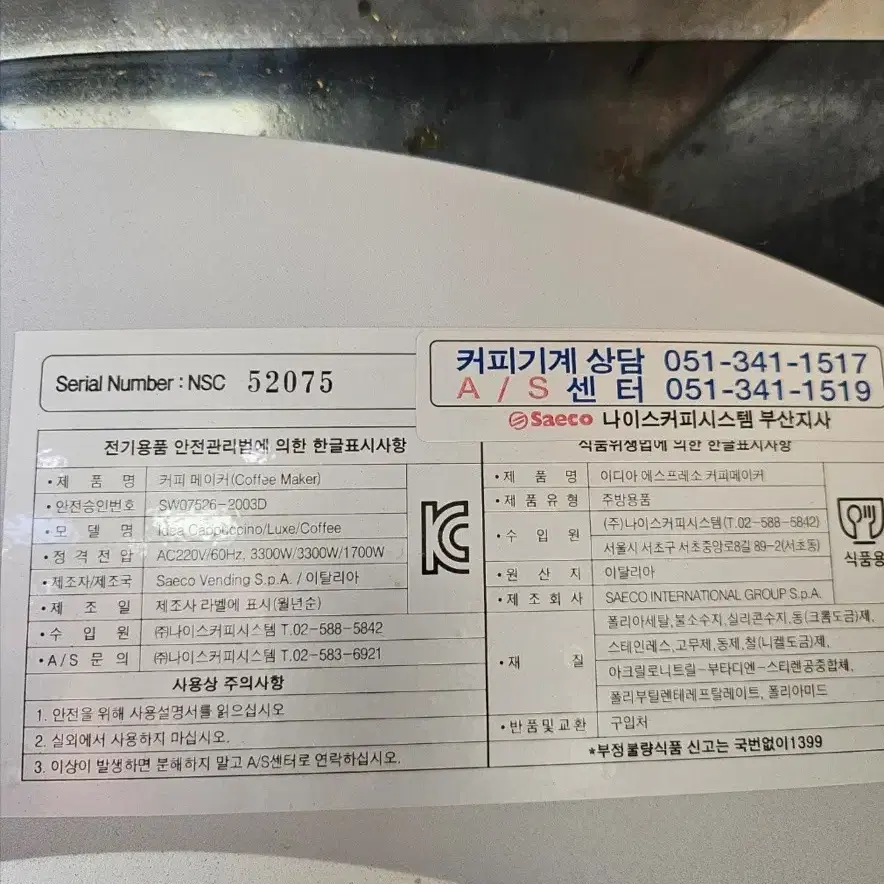 Serial Number : NSC 52075
커피기계 상담 051-341-1517
A / S 센 터 051-341-1519
Saeco 나이스커피시스템 부산지사
전기용품 안전관리법에 의한 한글표시사항
• 제 품 명 커피 메이커(Coffee Maker)
• 안전승인번호 SW07526-2003D
• 모 델 명 Idea Cappuccino/Luxe/Coffee
• 정 격 전 압 AC220V/60Hz, 3300W/3300W/1700W
• 제조자/제조국 Saeco Vending S.p.A. / 이탈리아
• 제 조 일 제조사 라벨에 표시(월년순)
• 수 입 원 (주)나이스커피시스템 T.02-588-5842
• A/S 문 의 (주)나이스커피시스템 T.02-583-6921
사용상 주의사항
1. 안전을 위해 사용설명서를 읽으십시오
2. 실외에서 사용하지 마십시오.
3. 이상이 발생하면 분해하지 말고 A/S센터로 연락하십시오.
식품위생법에 의한 한글표시사항
• 제 품 명 이디아 에스프레소 커피메이커
• 제 품 유 형 주방용품
• 수 입 원 (주)나이스커피시스템(T.02-588-5842)
서울시 서초구 서초중앙로8길 89-2(서초동)
• 원 산 지 이탈리아
• 제 조 회 사 SAECO INTERNATIONAL GROUP S.p.A.
• 재 질 폴리아세탈,불소수지,실리콘수지,동(크롬도금)제,
스테인레스,고무제,동제,철(니켈도금)제,
아크릴로니트릴-부타디엔-스티렌공중합체,
폴리부틸렌테레프탈레이트, 폴리아미드
• 반품및교환 구입처
*부정불량식품 신고는 국번없이1399
식품용